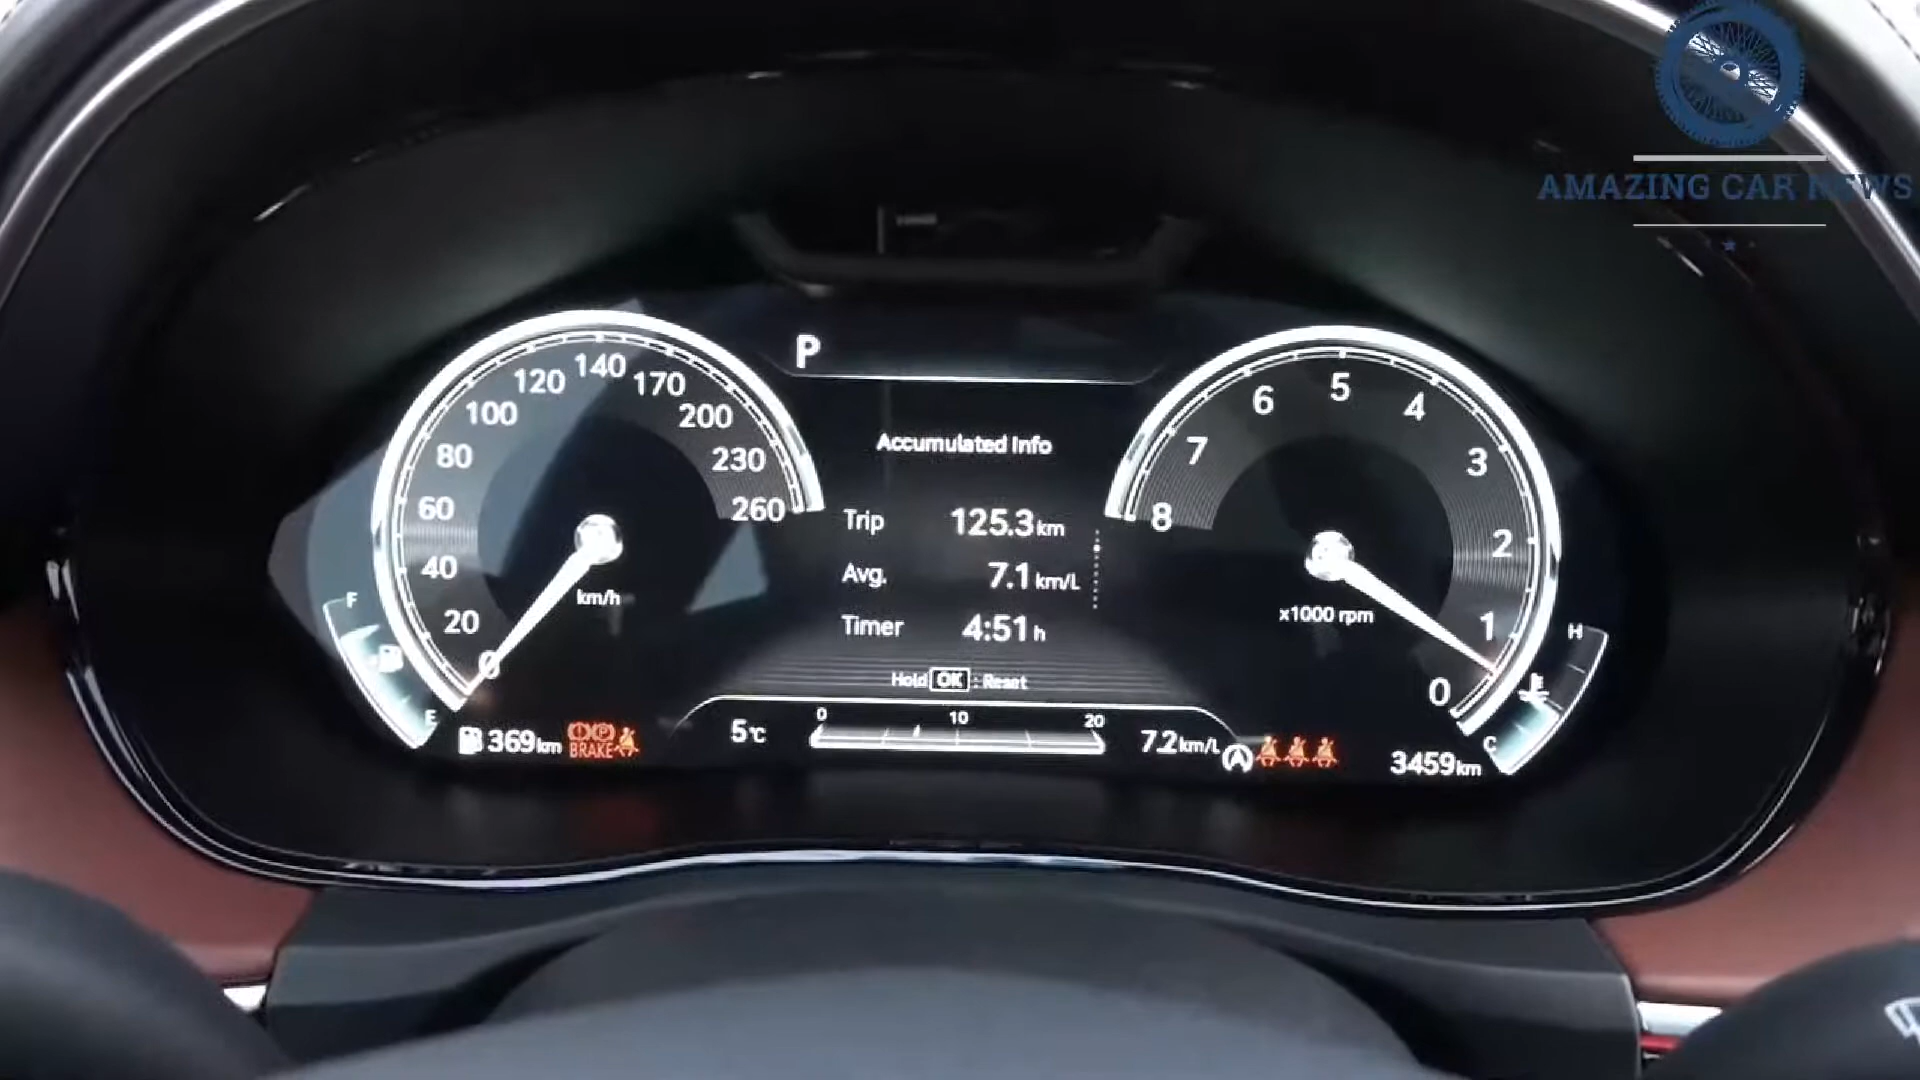 AMAZING CAR NEWS
P
140
120
170
100
200
80
230
60
260
40
20
0
km/h
F
E
Accumulated Info
Trip 125.3 km
Avg. 7.1 km/L
Timer 4:51 h
Hold OK : Reset
5
6
4
7
3
8
2
1
0
x1000 rpm
H
C
369 km
BRAKE
5°C
0 10 20
7.2 km/L
A
3459 km